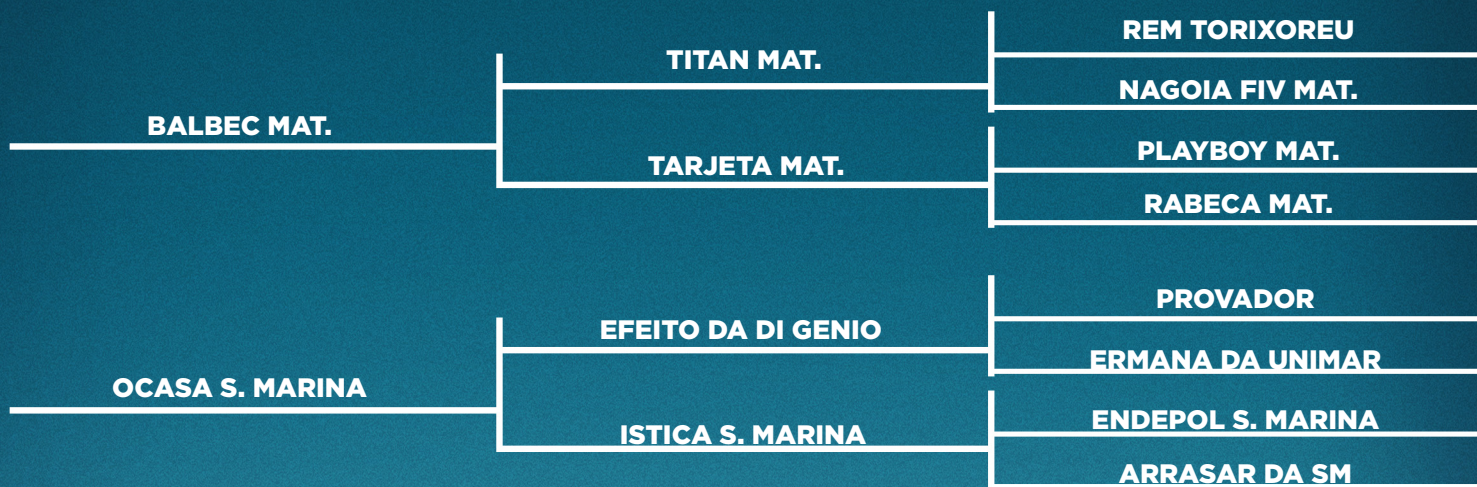 REM TORIXOREU
TITAN MAT.
NAGOIA FIV MAT.
BALBEC MAT.
PLAYBOY MAT.
TARJETA MAT.
RABECA MAT.
PROVADOR
EFEITO DA DI GENIO
ERMANA DA UNIMAR
OCASA S. MARINA
ENDEPOL S. MARINA
ISTICA S. MARINA
ARRASAR DA SM